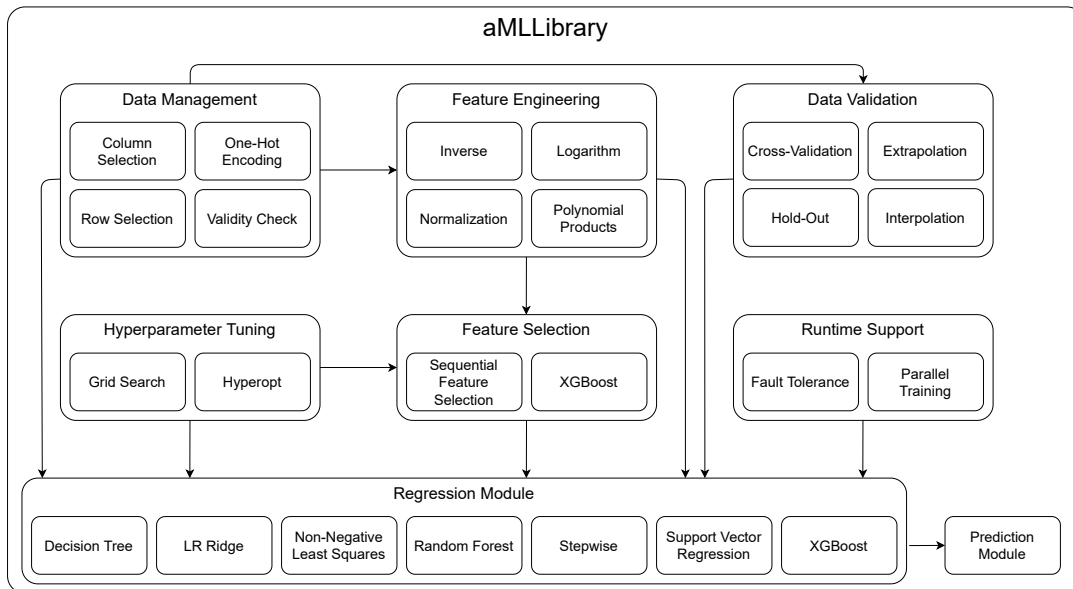 aMLLibrary
Data Management
Column
Selection
One-Hot
Encoding
Row Selection
Validity Check
Feature Engineering
Inverse
Logarithm
Normalization
Polynomial
Products
Data Validation
Cross-Validation
Extrapolation
Hold-Out
Interpolation
Hyperparameter Tuning
Grid Search
Hyperopt
Feature Selection
Sequential
Feature
Selection
XGBoost
Runtime Support
Fault Tolerance
Parallel
Training
Regression Module
Decision Tree
LR Ridge
Non-Negative
Least Squares
Random Forest
Stepwise
Support Vector
Regression
XGBoost
Prediction
Module